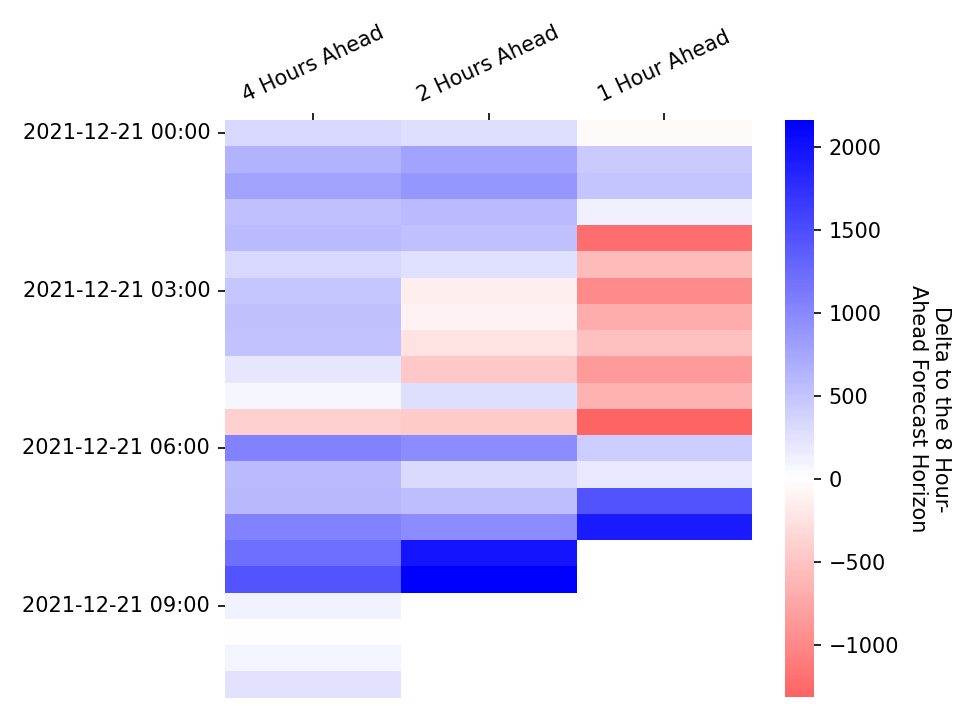 4 Hours Ahead
2 Hours Ahead
1 Hour Ahead
2021-12-21 00:00
2021-12-21 03:00
2021-12-21 06:00
2021-12-21 09:00
2000
1500
1000
500
0
−500
−1000
Delta to the 8 Hour-
Ahead Forecast Horizon